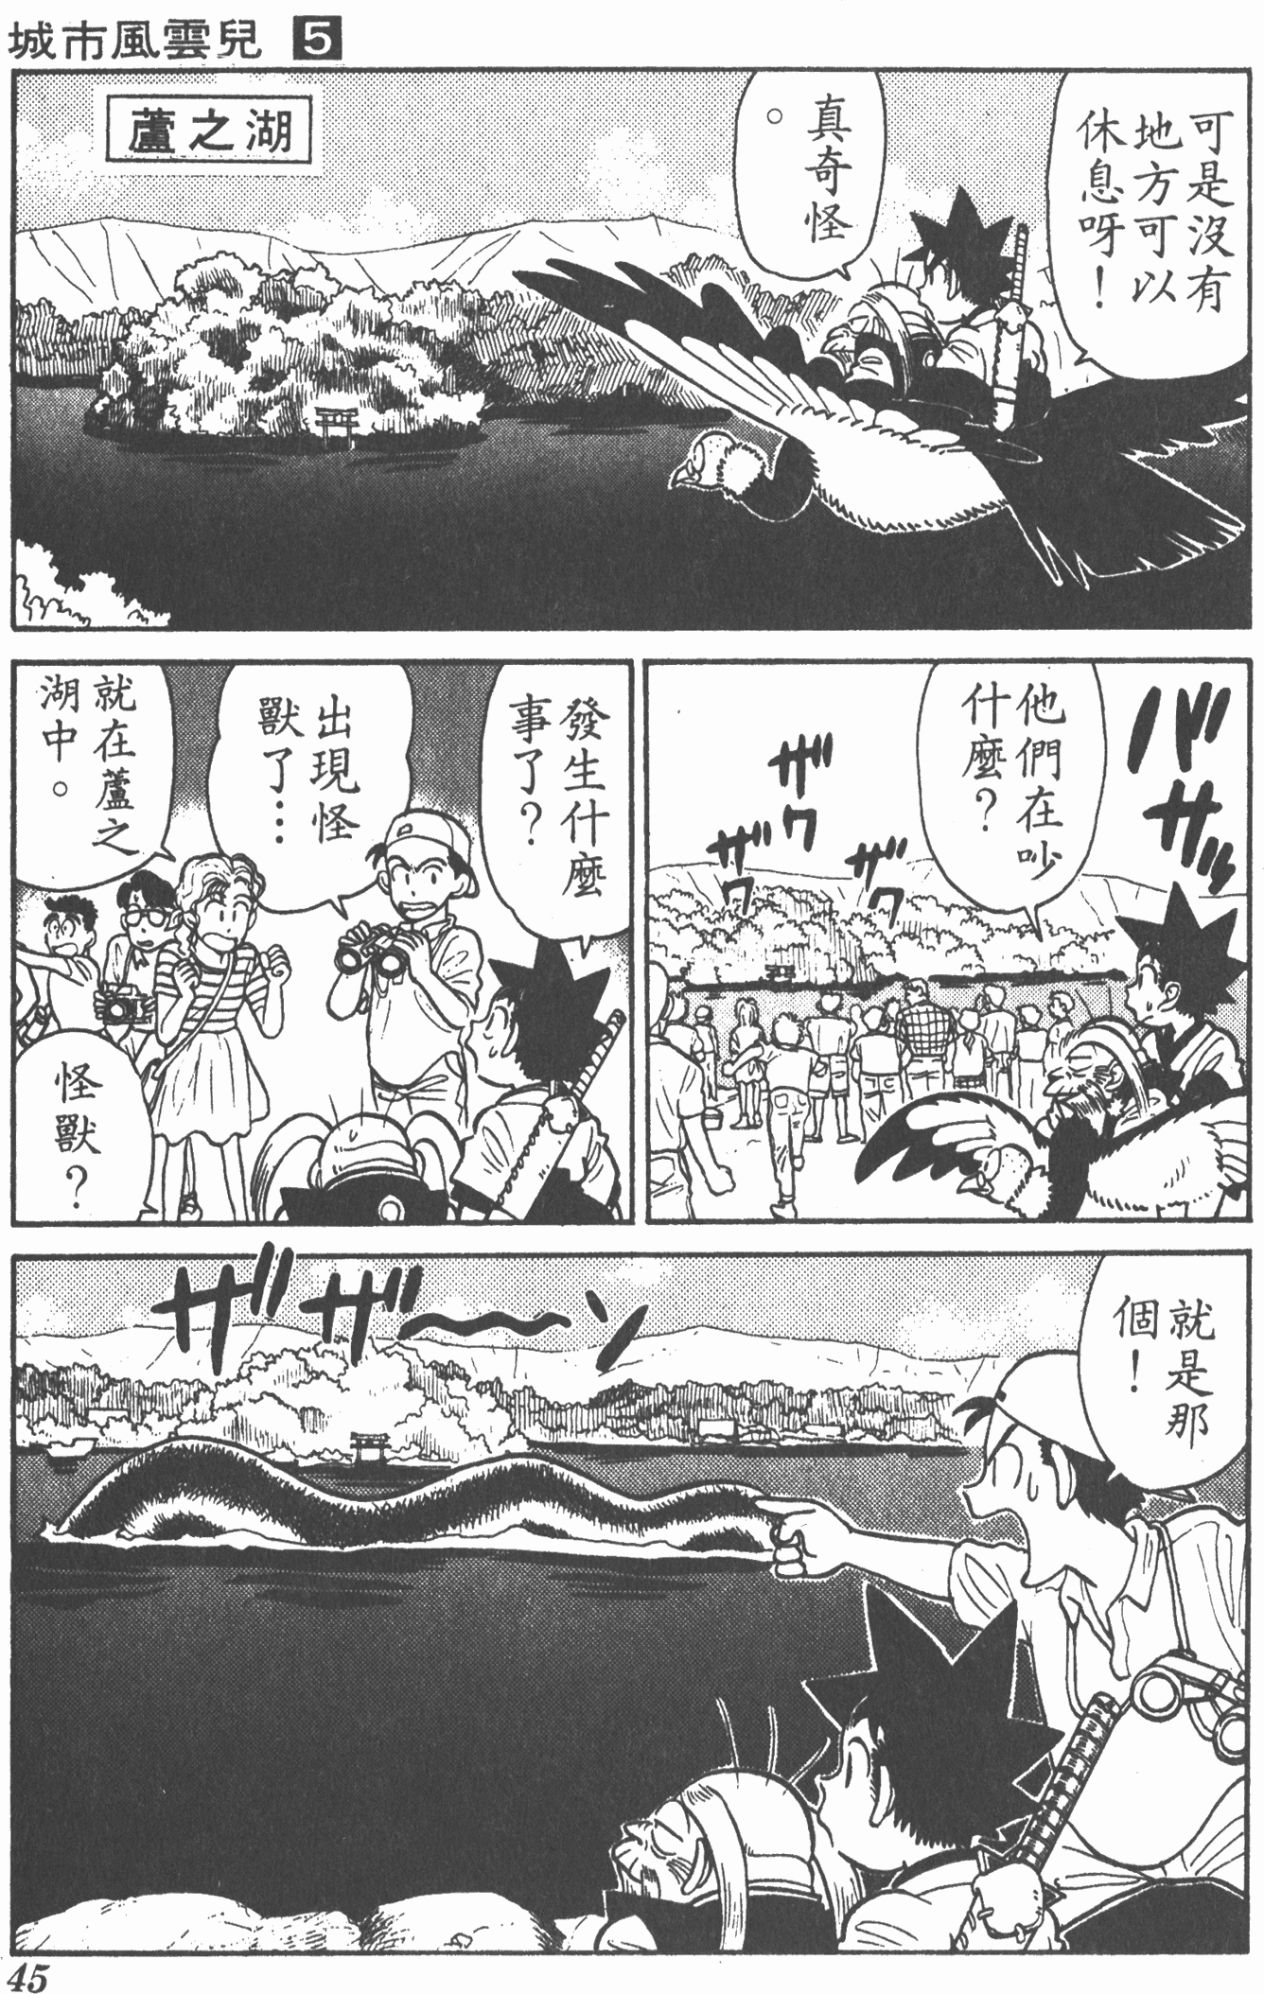 城市風雲兒 5
蘆之湖
可是沒有
地方可以
休息呀！
真奇怪
。
バサッ
他們在吵
什麼？
ザワ
ザワ
ザワ
發生什麼
事了？
出現怪
獸了…
就在蘆之
湖中。
怪獸？
就是那
個！
ザザ〜ン
45